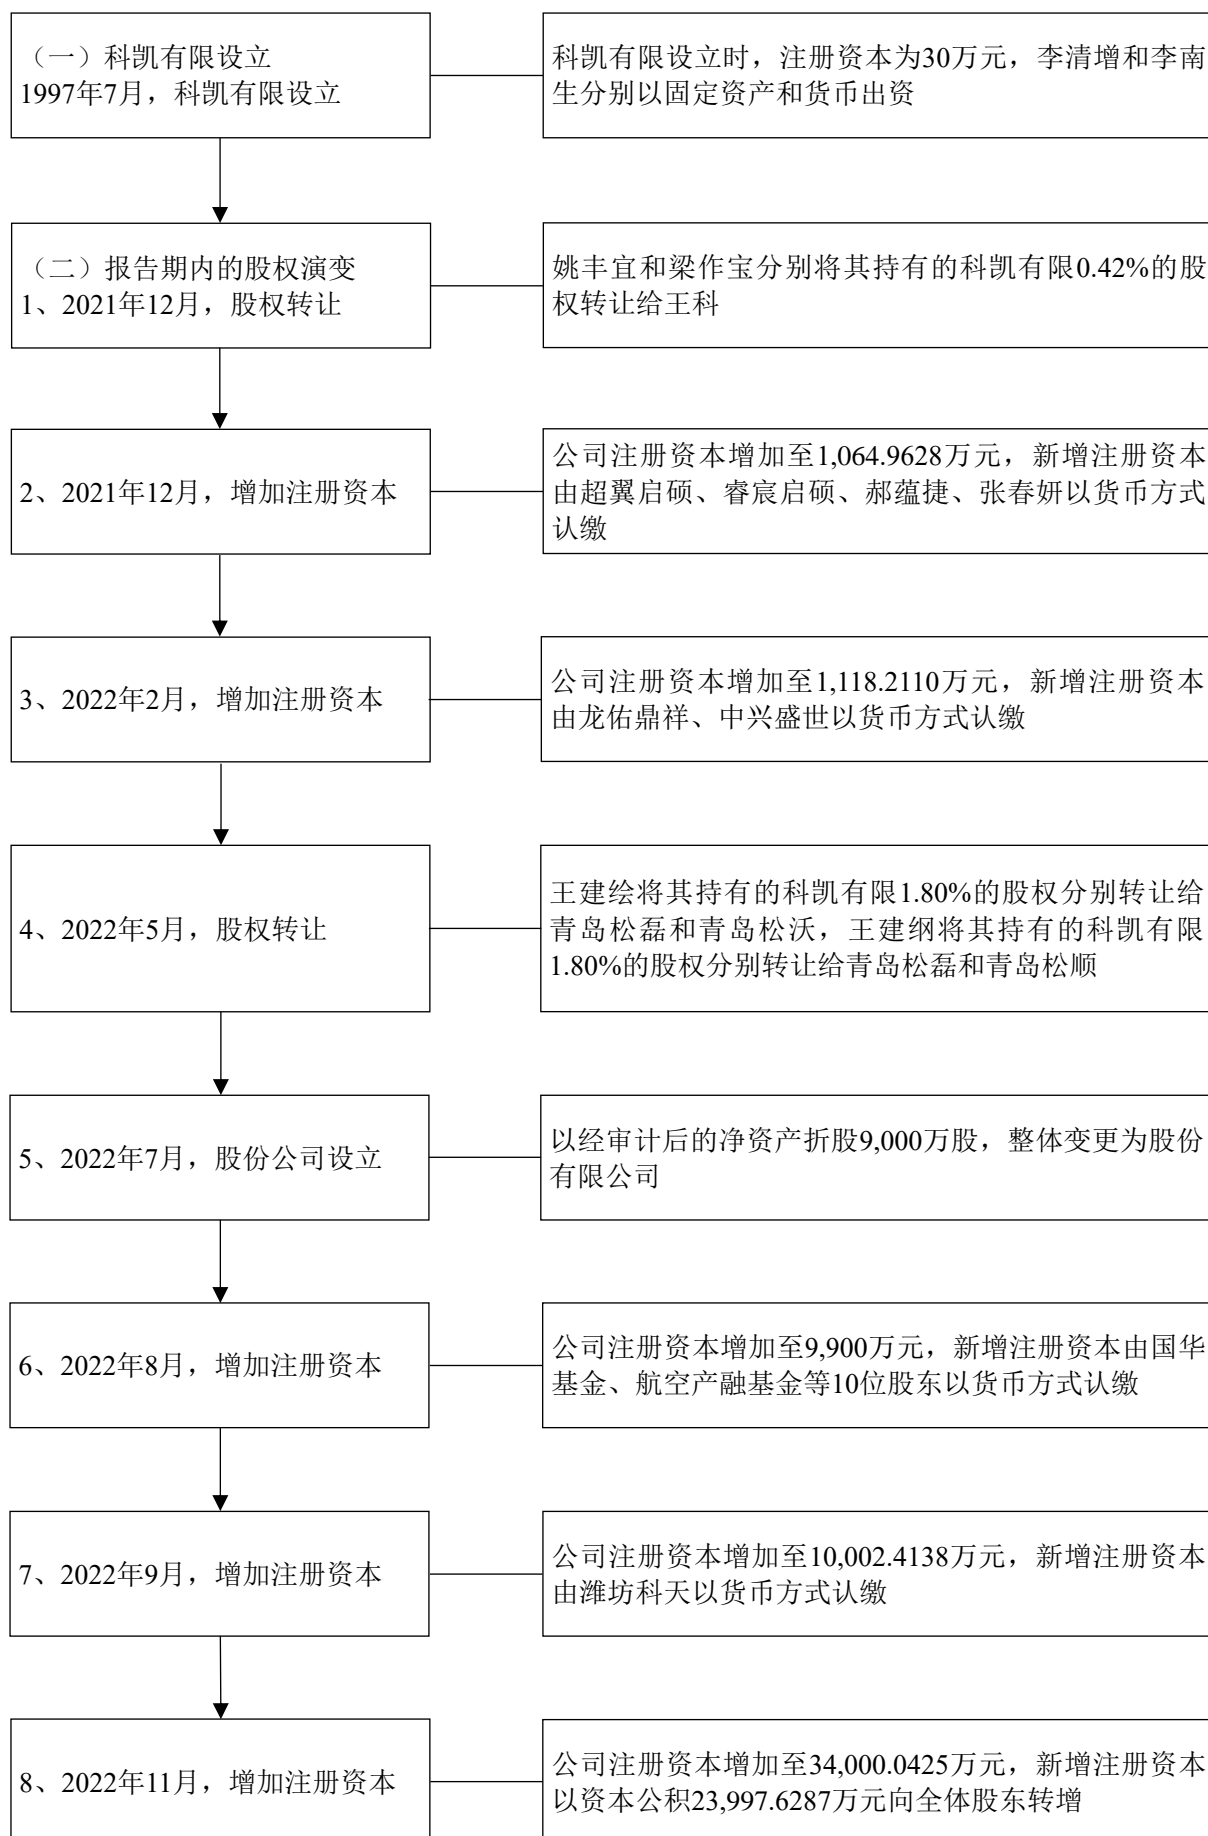 （一）科凯有限设立
1997年7月，科凯有限设立
科凯有限设立时，注册资本为30万元，李清增和李南
生分别以固定资产和货币出资
（二）报告期内的股权演变
1、2021年12月，股权转让
姚丰宜和梁作宝分别将其持有的科凯有限0.42%的股
权转让给王科
2、2021年12月，增加注册资本
公司注册资本增加至1,064.9628万元，新增注册资本
由超翼启硕、睿宸启硕、郝蕴捷、张春妍以货币方式
认缴
3、2022年2月，增加注册资本
公司注册资本增加至1,118.2110万元，新增注册资本
由龙佑鼎祥、中兴盛世以货币方式认缴
4、2022年5月，股权转让
王建绘将其持有的科凯有限1.80%的股权分别转让给
青岛松磊和青岛松沃，王建纲将其持有的科凯有限
1.80%的股权分别转让给青岛松磊和青岛松顺
5、2022年7月，股份公司设立
以经审计后的净资产折股9,000万股，整体变更为股份
有限公司
6、2022年8月，增加注册资本
公司注册资本增加至9,900万元，新增注册资本由国华
基金、航空产融基金等10位股东以货币方式认缴
7、2022年9月，增加注册资本
公司注册资本增加至10,002.4138万元，新增注册资本
由潍坊科天以货币方式认缴
8、2022年11月，增加注册资本
公司注册资本增加至34,000.0425万元，新增注册资本
以资本公积23,997.6287万元向全体股东转增